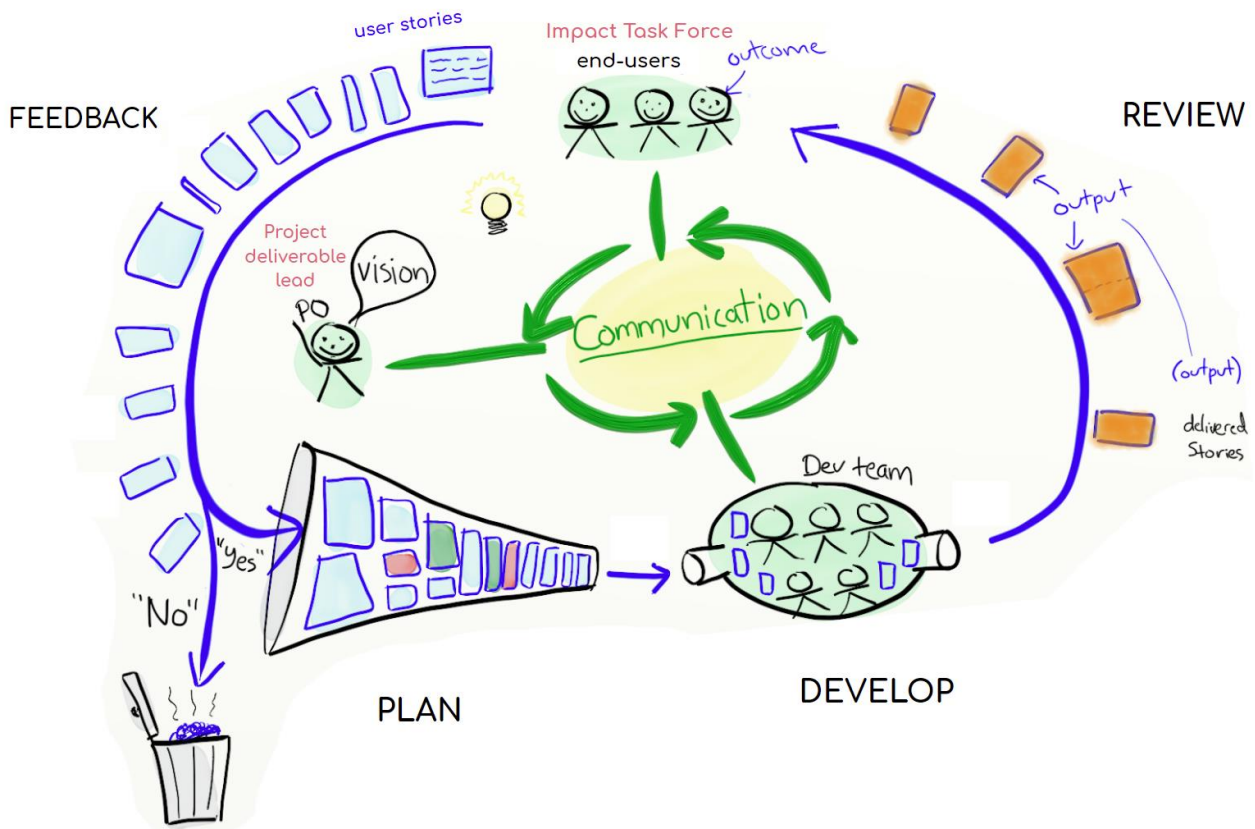 user stories
Impact Task Force
end-users
outcome
FEEDBACK
REVIEW
output
Project
deliverable
lead
vision
PO
Communication
(output)
delivered
Stories
Dev team
"yes"
"No"
PLAN
DEVELOP